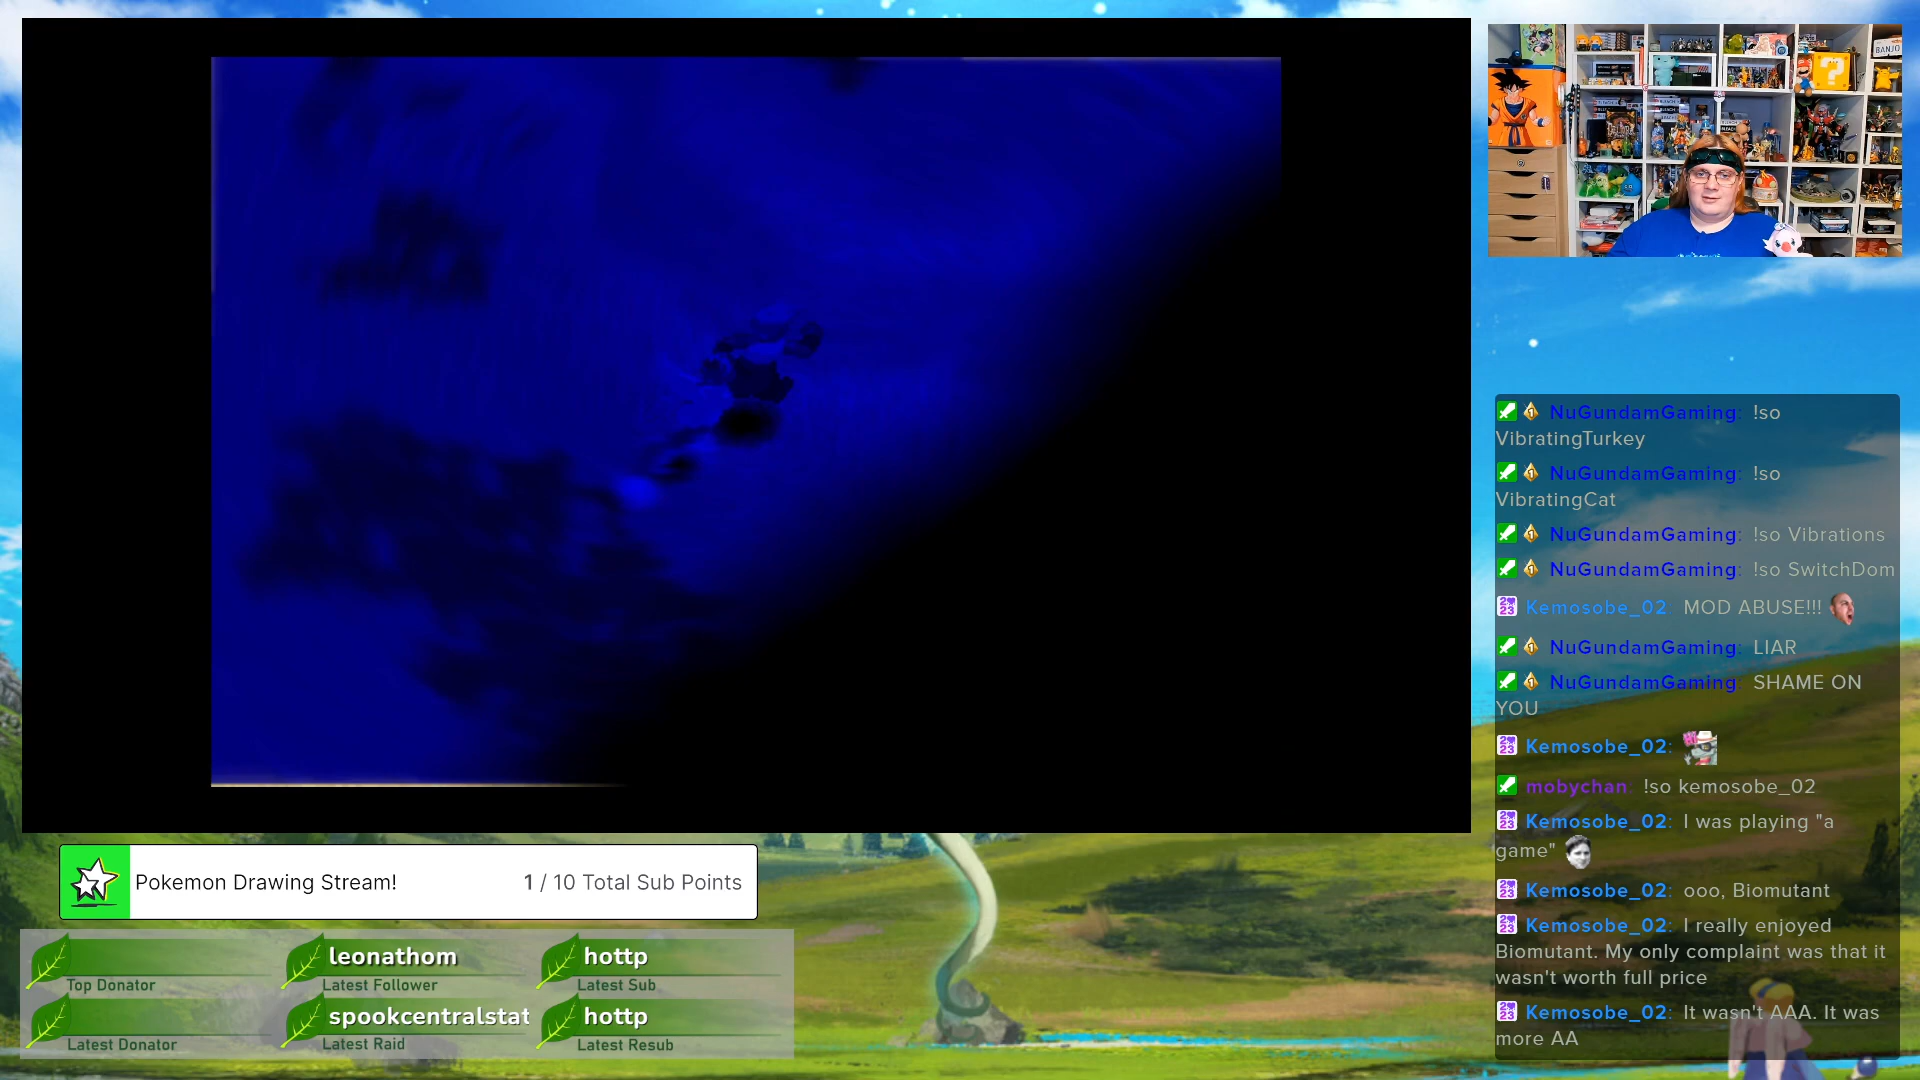 BANJO
NuGundamGaming: !so
VibratingTurkey
NuGundamGaming: !so
VibratingCat
NuGundamGaming: !so Vibrations
NuGundamGaming: !so SwitchDom
Kemosobe_02: MOD ABUSE!!!
NuGundamGaming: LIAR
NuGundamGaming: SHAME ON
YOU
Kemosobe_02:
mobychan: !so kemosobe_02
Kemosobe_02: I was playing "a
game"
Kemosobe_02: ooo, Biomutant
Kemosobe_02: I really enjoyed
Biomutant. My only complaint was that it
wasn't worth full price
Kemosobe_02: It wasn't AAA. It was
more AA
Pokemon Drawing Stream! 1 / 10 Total Sub Points
Top Donator
leonathom
Latest Follower
hottp
Latest Sub
Latest Donator
spookcentralstat
Latest Raid
hottp
Latest Resub